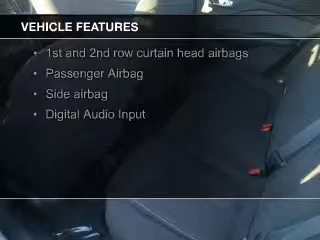 VEHICLE FEATURES
• 1st and 2nd row curtain head airbags
• Passenger Airbag
• Side airbag
• Digital Audio Input